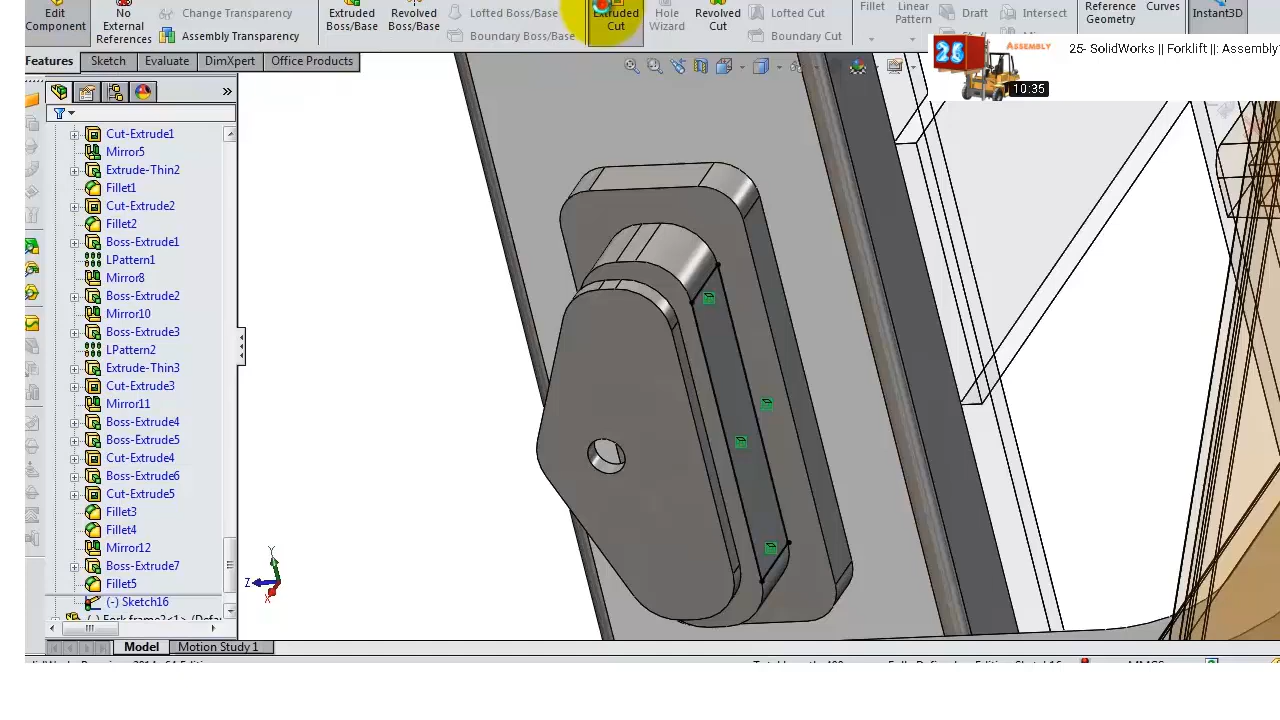 Edit Component
No External References
Change Transparency
Assembly Transparency
Extruded Boss/Base
Revolved Boss/Base
Lofted Boss/Base
Boundary Boss/Base
Extruded Cut
Hole Wizard
Revolved Cut
Lofted Cut
Boundary Cut
Fillet
Linear Pattern
Draft
Intersect
Reference Geometry
Curves
Instant3D
Features
Sketch
Evaluate
DimXpert
Office Products
25
ASSEMBLY
10:35
25- SolidWorks || Forklift ||: Assembly
»
Cut-Extrude1
Mirror5
Extrude-Thin2
Fillet1
Cut-Extrude2
Fillet2
Boss-Extrude1
LPattern1
Mirror8
Boss-Extrude2
Mirror10
Boss-Extrude3
LPattern2
Extrude-Thin3
Cut-Extrude3
Mirror11
Boss-Extrude4
Boss-Extrude5
Cut-Extrude4
Boss-Extrude6
Cut-Extrude5
Fillet3
Fillet4
Mirror12
Boss-Extrude7
Fillet5
(-) Sketch16
Y
Z
X
Model
Motion Study 1